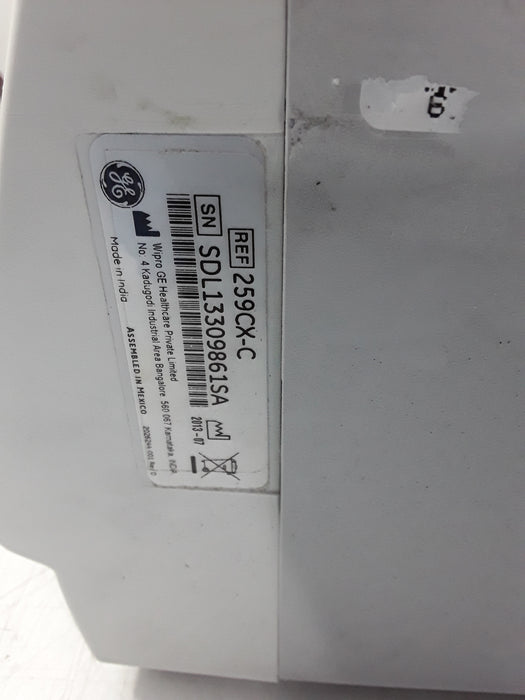 GE
REF 259CX-C
SN SDL13309861SA
2013-07
Wipro GE Healthcare Private Limited
No. 4 Kadugodi Industrial Area Bangalore 560 067 Karnataka, INDIA
Made in India
ASSEMBLED IN MEXICO